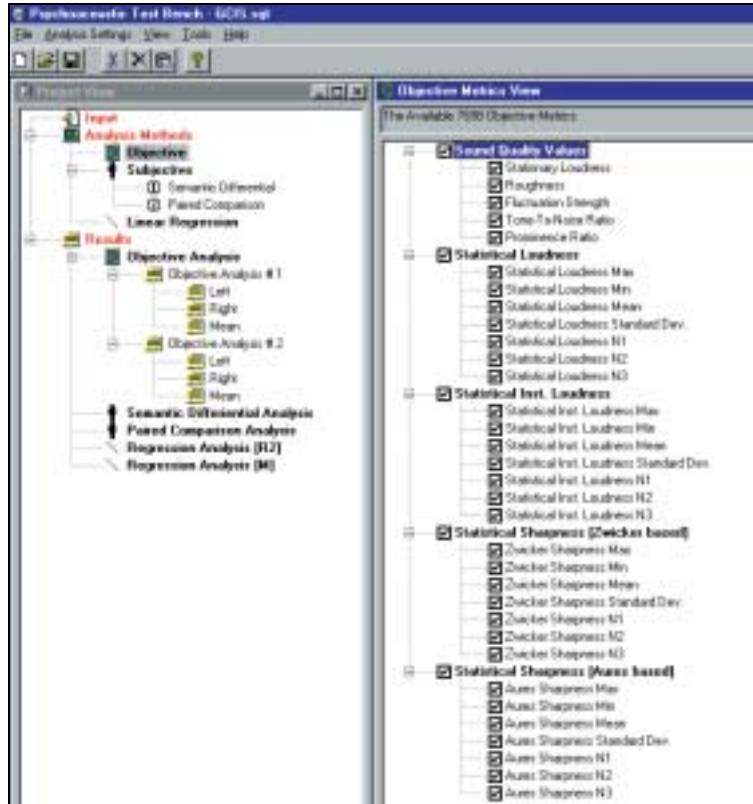 Psychoacoustic Test Bench - GCIS.sql
File Analysis Settings View Tools Help
Project View
Input
Analysis Methods
Objective
Subjective
Semantic Differential
Paired Comparison
Linear Regression
Results
Objective Analysis
Objective Analysis #1
Left
Right
Mean
Objective Analysis #2
Left
Right
Mean
Semantic Differential Analysis
Paired Comparison Analysis
Regression Analysis [R2]
Regression Analysis [M]
Objective Metrics View
The Available 7698 Objective Metrics
Sound Quality Values
Stationary Loudness
Roughness
Fluctuation Strength
Tone-To-Noise Ratio
Prominence Ratio
Statistical Loudness
Statistical Loudness Max
Statistical Loudness Min
Statistical Loudness Mean
Statistical Loudness Standard Dev.
Statistical Loudness N1
Statistical Loudness N2
Statistical Loudness N3
Statistical Inst. Loudness
Statistical Inst. Loudness Max
Statistical Inst. Loudness Min
Statistical Inst. Loudness Mean
Statistical Inst. Loudness Standard Dev.
Statistical Inst. Loudness N1
Statistical Inst. Loudness N2
Statistical Inst. Loudness N3
Statistical Sharpness [Zwicker based]
Zwicker Sharpness Max
Zwicker Sharpness Min
Zwicker Sharpness Mean
Zwicker Sharpness Standard Dev.
Zwicker Sharpness N1
Zwicker Sharpness N2
Zwicker Sharpness N3
Statistical Sharpness [Aures based]
Aures Sharpness Max
Aures Sharpness Min
Aures Sharpness Mean
Aures Sharpness Standard Dev.
Aures Sharpness N1
Aures Sharpness N2
Aures Sharpness N3